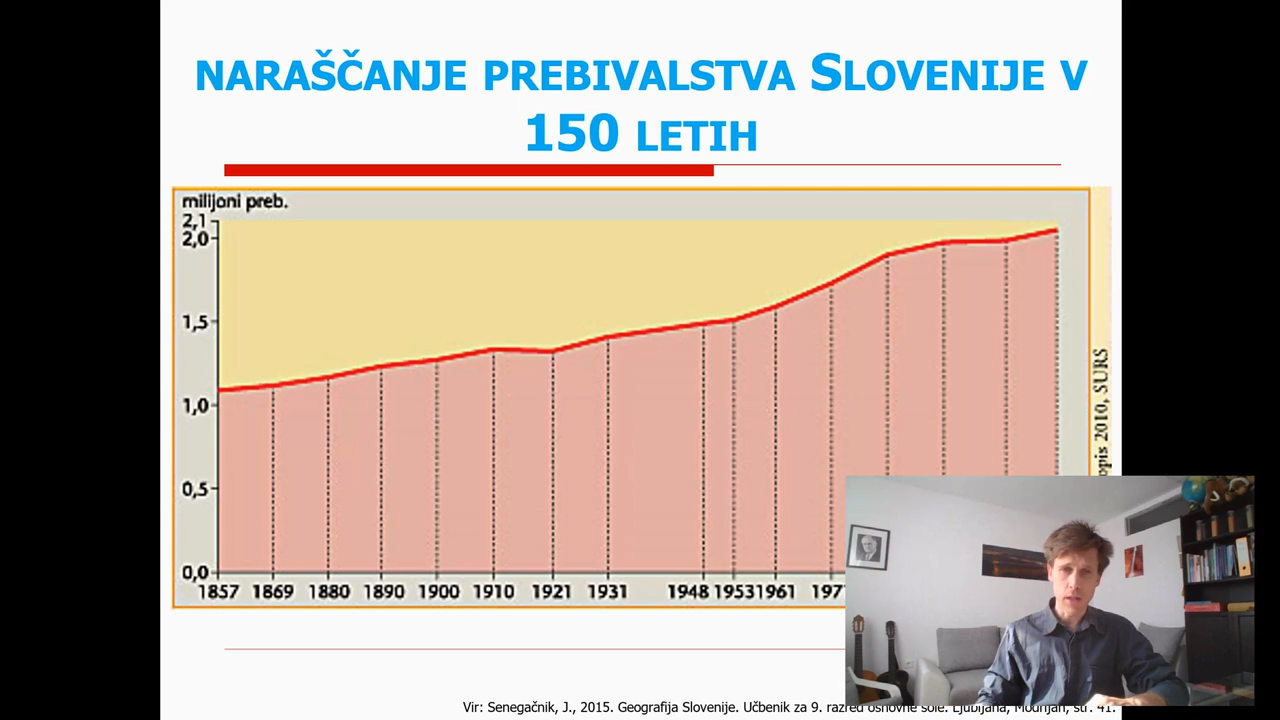 NARAŠČANJE PREBIVALSTVA SLOVENIJE V
150 LETIH
milijoni preb.
2,1
2,0
1,5
1,0
0,5
0,0
1857 1869 1880 1890 1900 1910 1921 1931 1948 1953 1961
2010, SURS
Vir: Senegačnik, J., 2015. Geografija Slovenije. Učbenik za 9. razred osnovne šole. Ljubljana, Modrijan, str. 41.